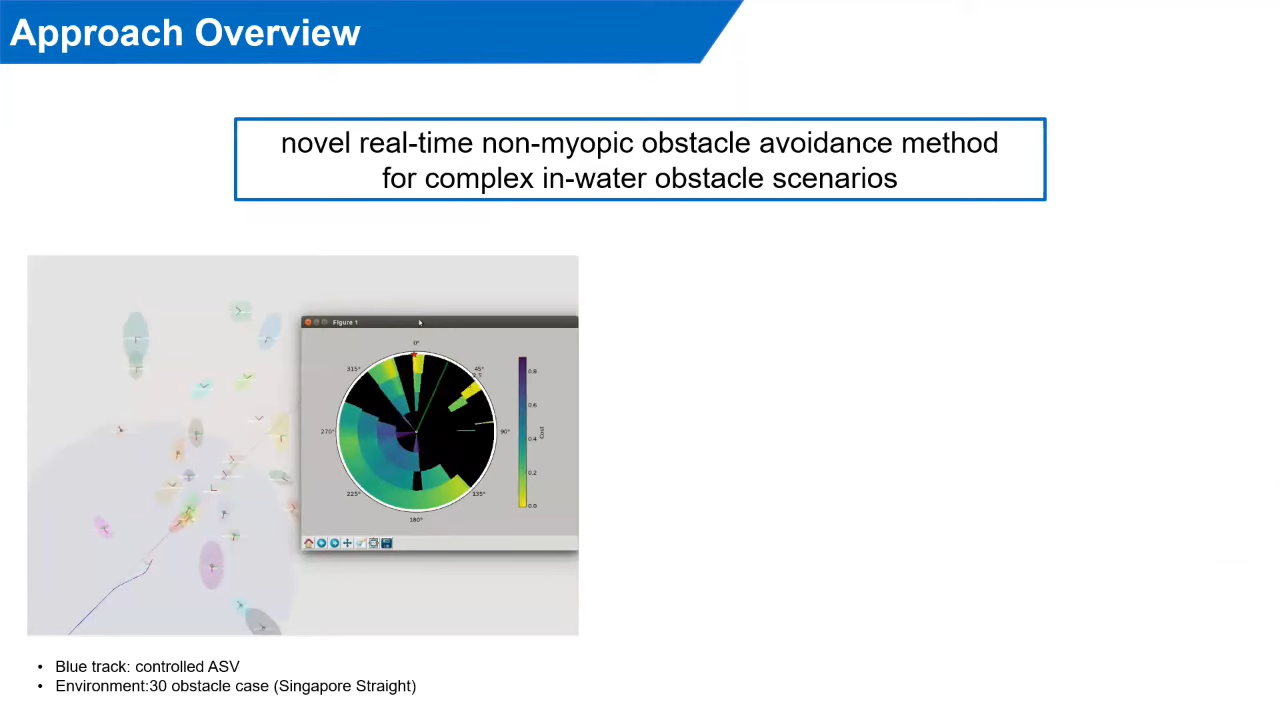 Approach Overview
novel real-time non-myopic obstacle avoidance method
for complex in-water obstacle scenarios
Figure 1
0°
315°
45°
2.5
0.8
0.6
270°
90°
0.4
Cost
0.2
225°
135°
0.0
180°
• Blue track: controlled ASV
• Environment:30 obstacle case (Singapore Straight)